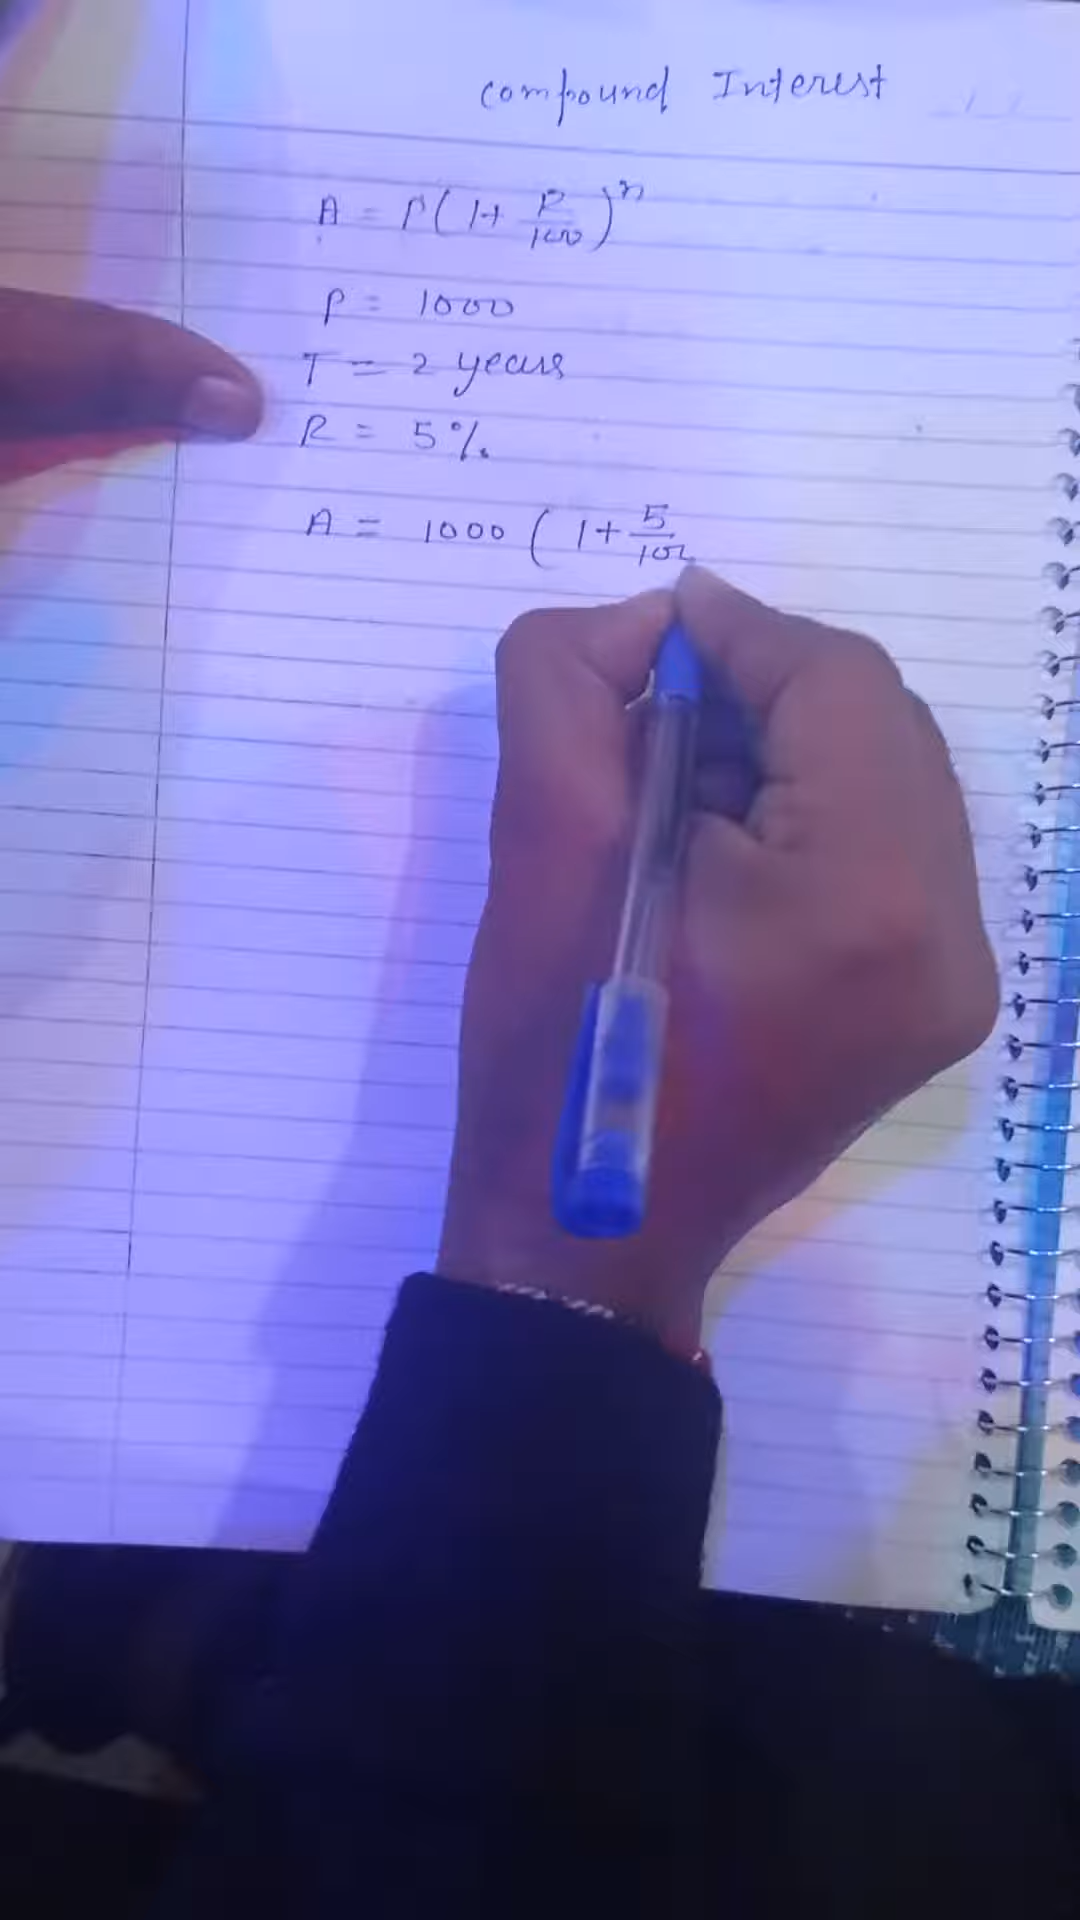 Compound Interest
A = P(1+ R/100)^n
P = 1000
T = 2 years
R = 5%
A = 1000 ( 1+ 5/100